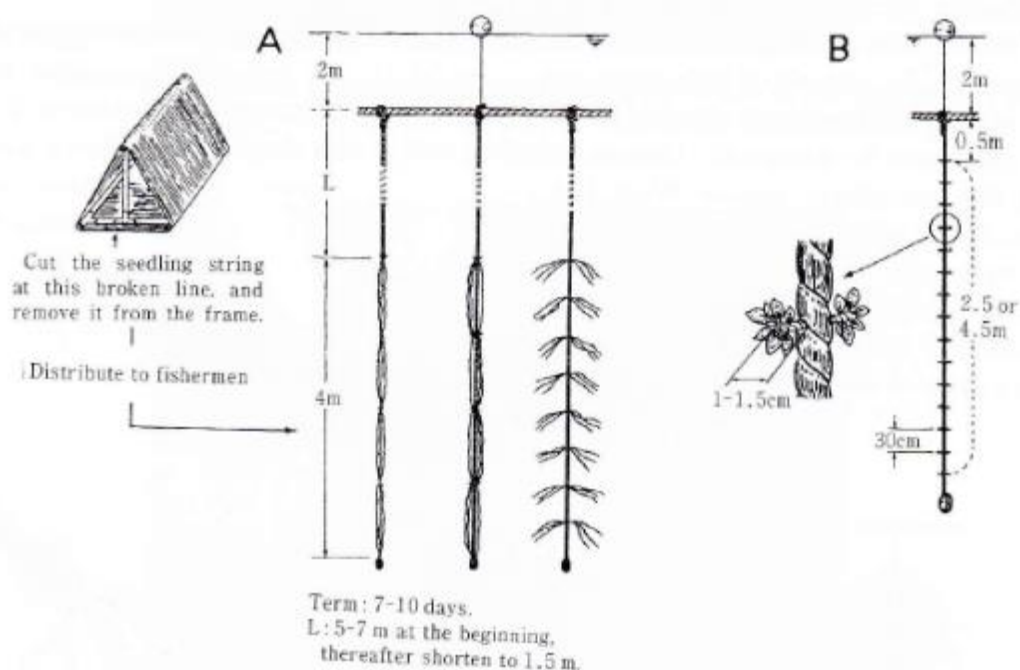 A
B
2m
2m
0.5m
L
Cut the seedling string
at this broken line, and
remove it from the frame.
Distribute to fishermen
4m
2.5 or
4.5m
1-1.5cm
30cm
Term: 7-10 days.
L: 5-7 m at the beginning,
thereafter shorten to 1.5 m.